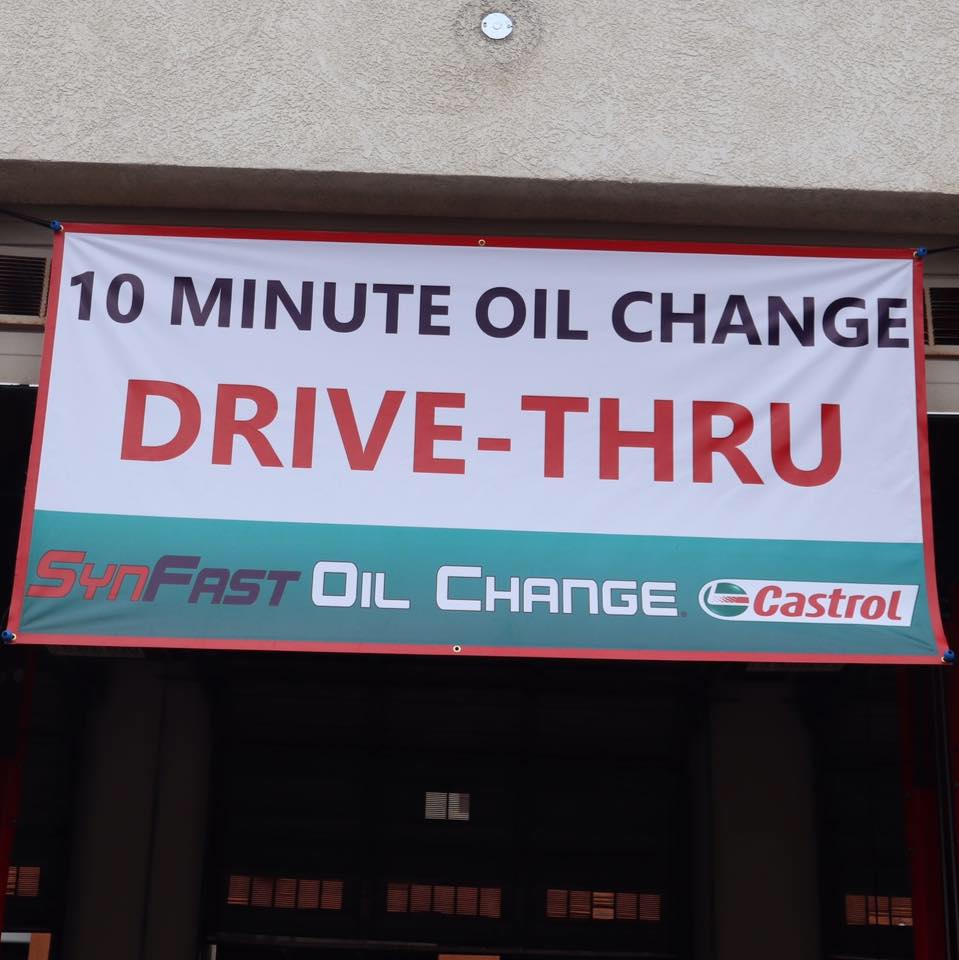 10 MINUTE OIL CHANGE
DRIVE-THRU
SYNFAST OIL CHANGE. Castrol